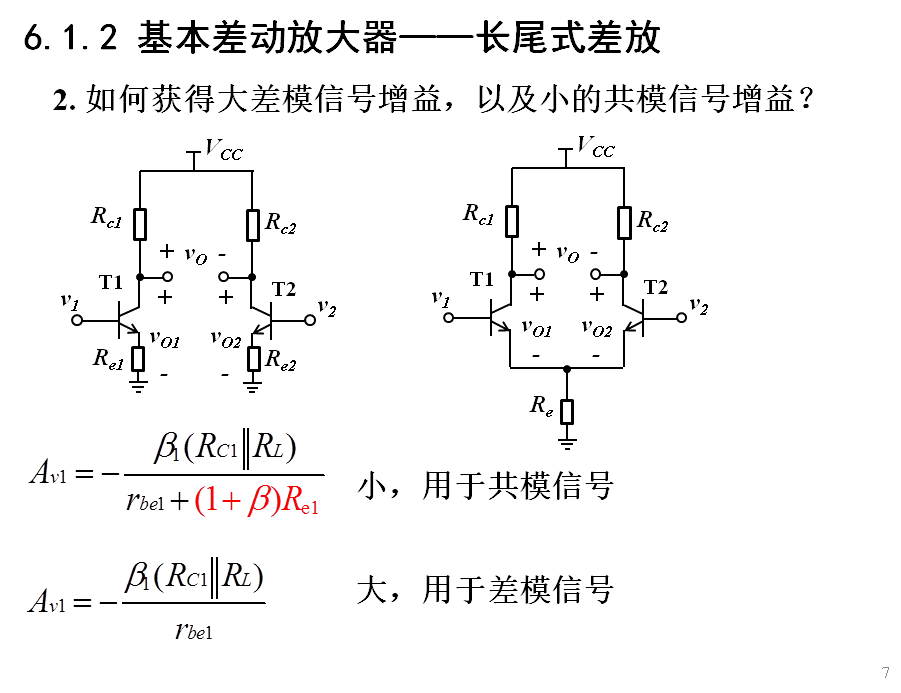 6.1.2 基本差动放大器——长尾式差放
2. 如何获得大差模信号增益，以及小的共模信号增益？
VCC
Rc1
Rc2
+ vO -
T1
T2
v1
+ +
v2
vO1 vO2
Re1
- -
Re2
VCC
Rc1
Rc2
+ vO -
T1
T2
v1
+ +
v2
vO1 vO2
- -
Re
Av1 = − β1(RC1‖RL) / rbe1 + (1+ β)Re1
小，用于共模信号
Av1 = − β1(RC1‖RL) / rbe1
大，用于差模信号
7